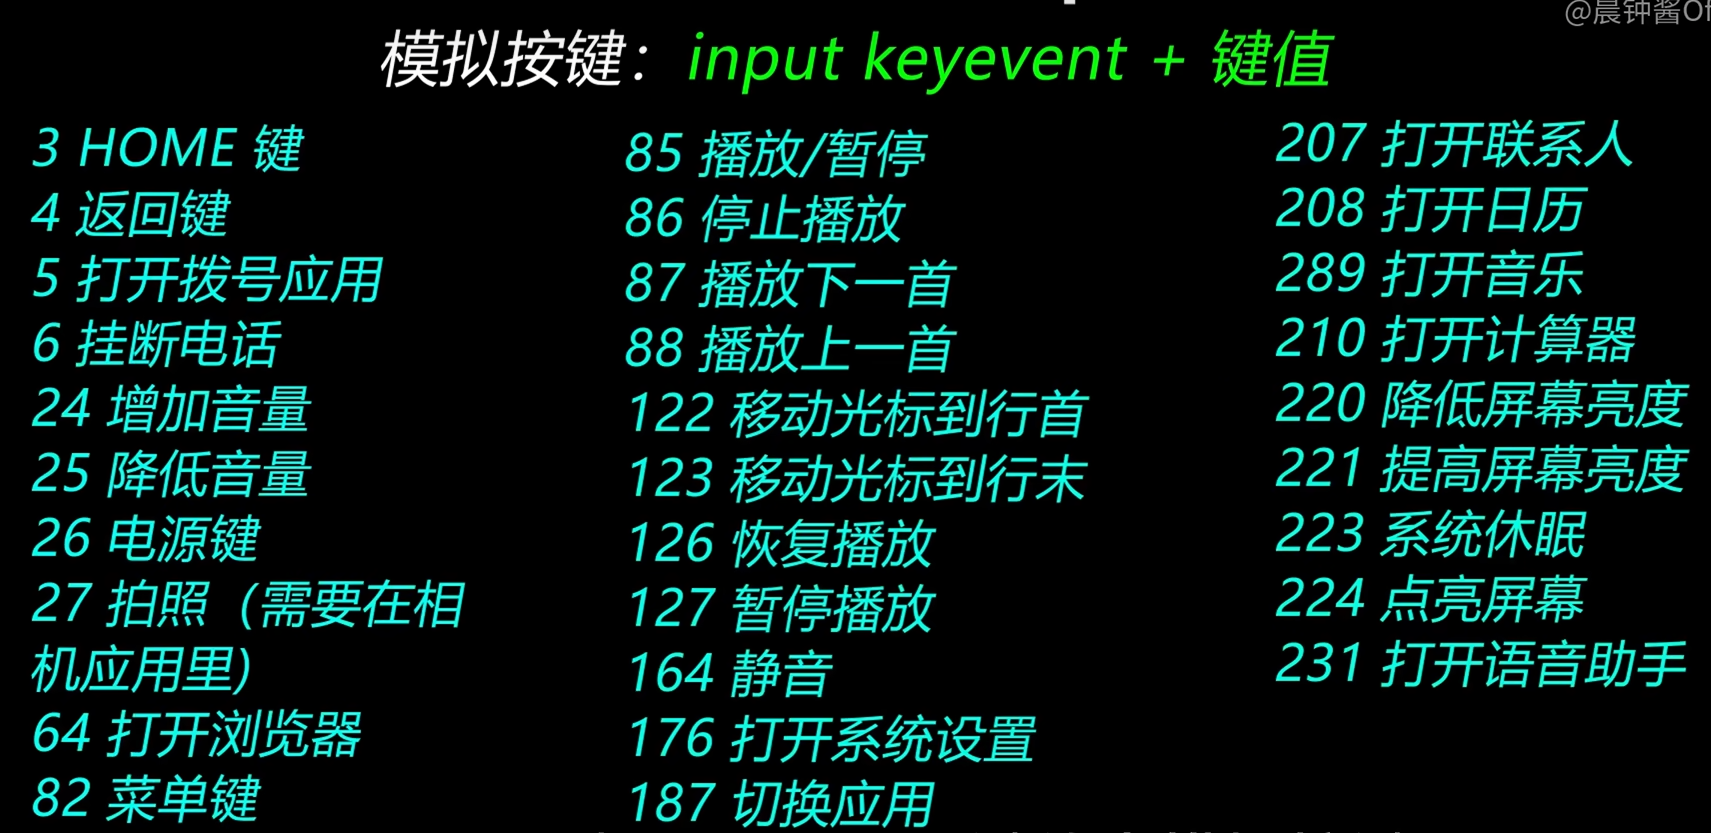 @晨钟酱Of
模拟按键：input keyevent + 键值
3 HOME 键
4 返回键
5 打开拨号应用
6 挂断电话
24 增加音量
25 降低音量
26 电源键
27 拍照（需要在相
机应用里）
64 打开浏览器
82 菜单键
85 播放/暂停
86 停止播放
87 播放下一首
88 播放上一首
122 移动光标到行首
123 移动光标到行末
126 恢复播放
127 暂停播放
164 静音
176 打开系统设置
187 切换应用
207 打开联系人
208 打开日历
289 打开音乐
210 打开计算器
220 降低屏幕亮度
221 提高屏幕亮度
223 系统休眠
224 点亮屏幕
231 打开语音助手